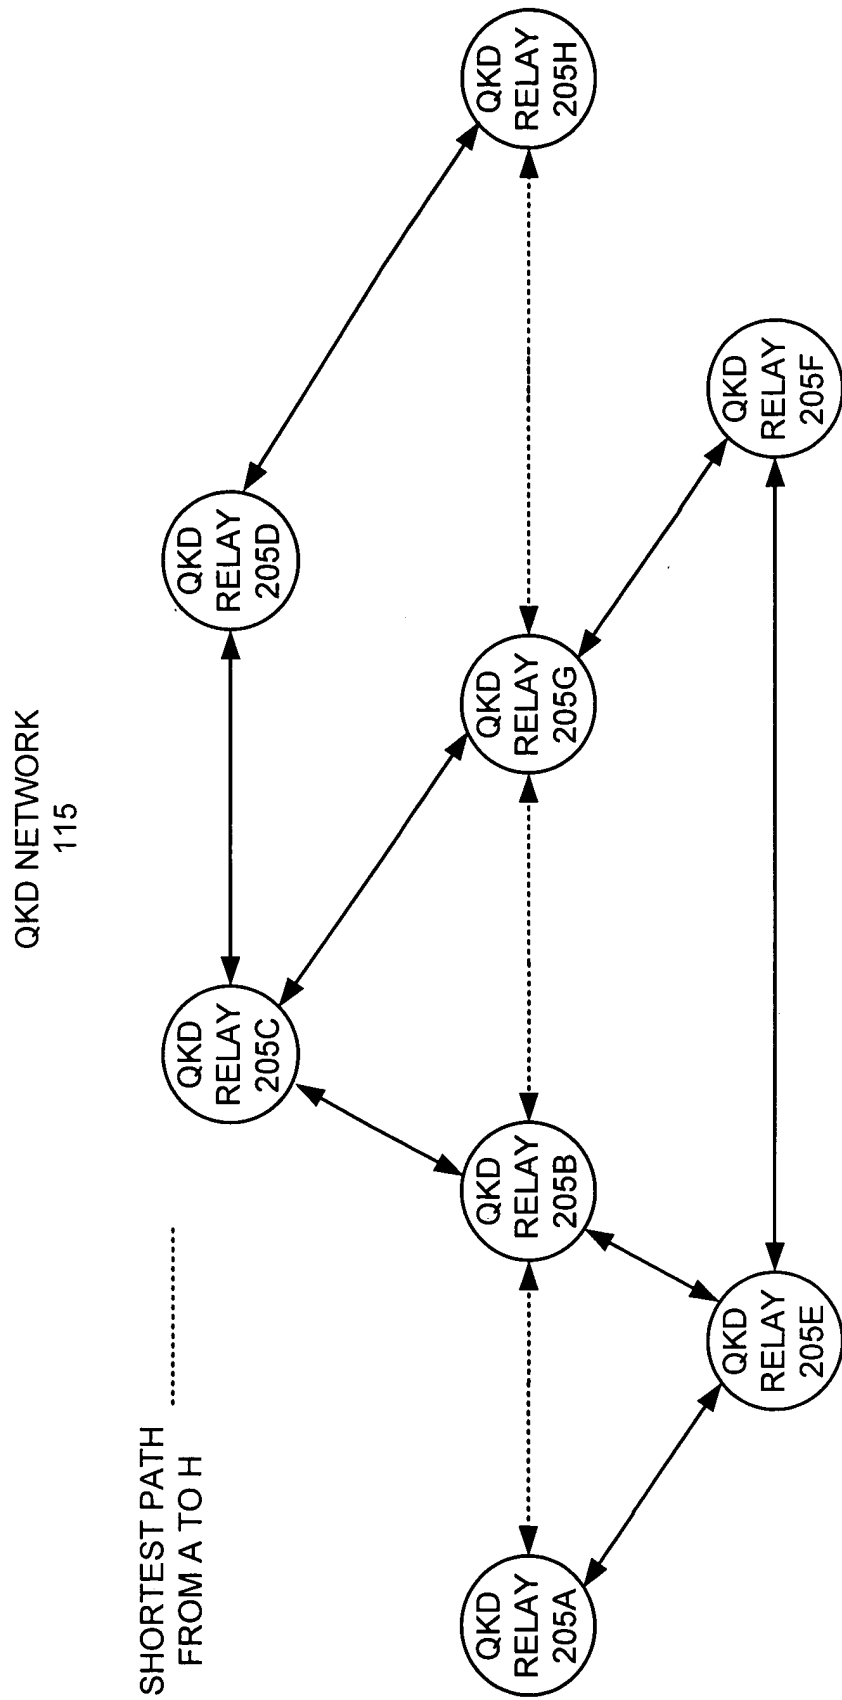 QKD NETWORK
115
SHORTEST PATH
FROM A TO H
QKD
RELAY
205C
QKD
RELAY
205D
QKD
RELAY
205A
QKD
RELAY
205B
QKD
RELAY
205G
QKD
RELAY
205H
QKD
RELAY
205E
QKD
RELAY
205F